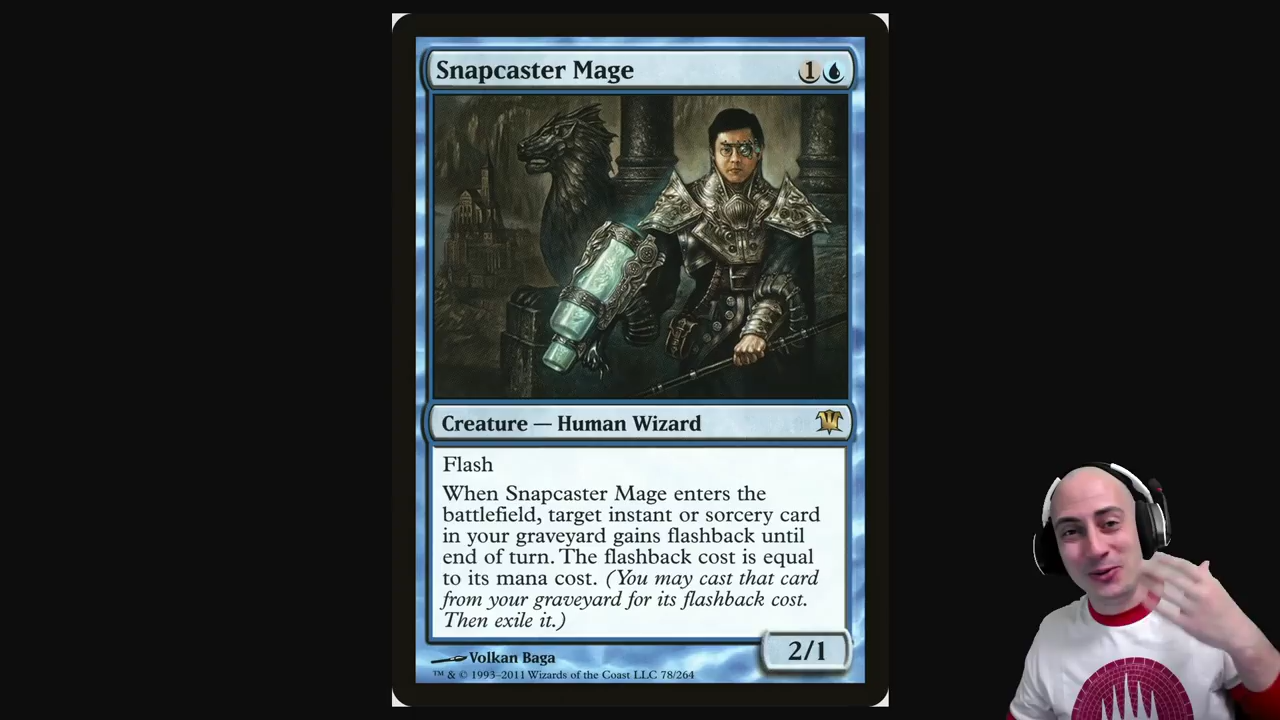 Snapcaster Mage 1
Creature — Human Wizard
Flash
When Snapcaster Mage enters the
battlefield, target instant or sorcery card
in your graveyard gains flashback until
end of turn. The flashback cost is equal
to its mana cost. (You may cast that card
from your graveyard for its flashback cost.
Then exile it.)
2/1
Volkan Baga
™ & © 1993–2011 Wizards of the Coast LLC 78/264